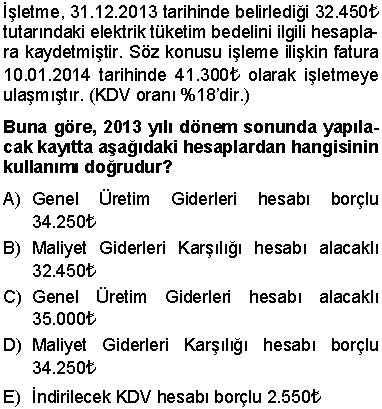 İşletme, 31.12.2013 tarihinde belirlediği 32.450₺
tutarındaki elektrik tüketim bedelini ilgili hesapla-
ra kaydetmiştir. Söz konusu işleme ilişkin fatura
10.01.2014 tarihinde 41.300₺ olarak işletmeye
ulaşmıştır. (KDV oranı %18'dir.)
Buna göre, 2013 yılı dönem sonunda yapıla-
cak kayıtta aşağıdaki hesaplardan hangisinin
kullanımı doğrudur?
A) Genel Üretim Giderleri hesabı borçlu
34.250₺
B) Maliyet Giderleri Karşılığı hesabı alacaklı
32.450₺
C) Genel Üretim Giderleri hesabı alacaklı
35.000₺
D) Maliyet Giderleri Karşılığı hesabı borçlu
34.250₺
E) İndirilecek KDV hesabı borçlu 2.550₺